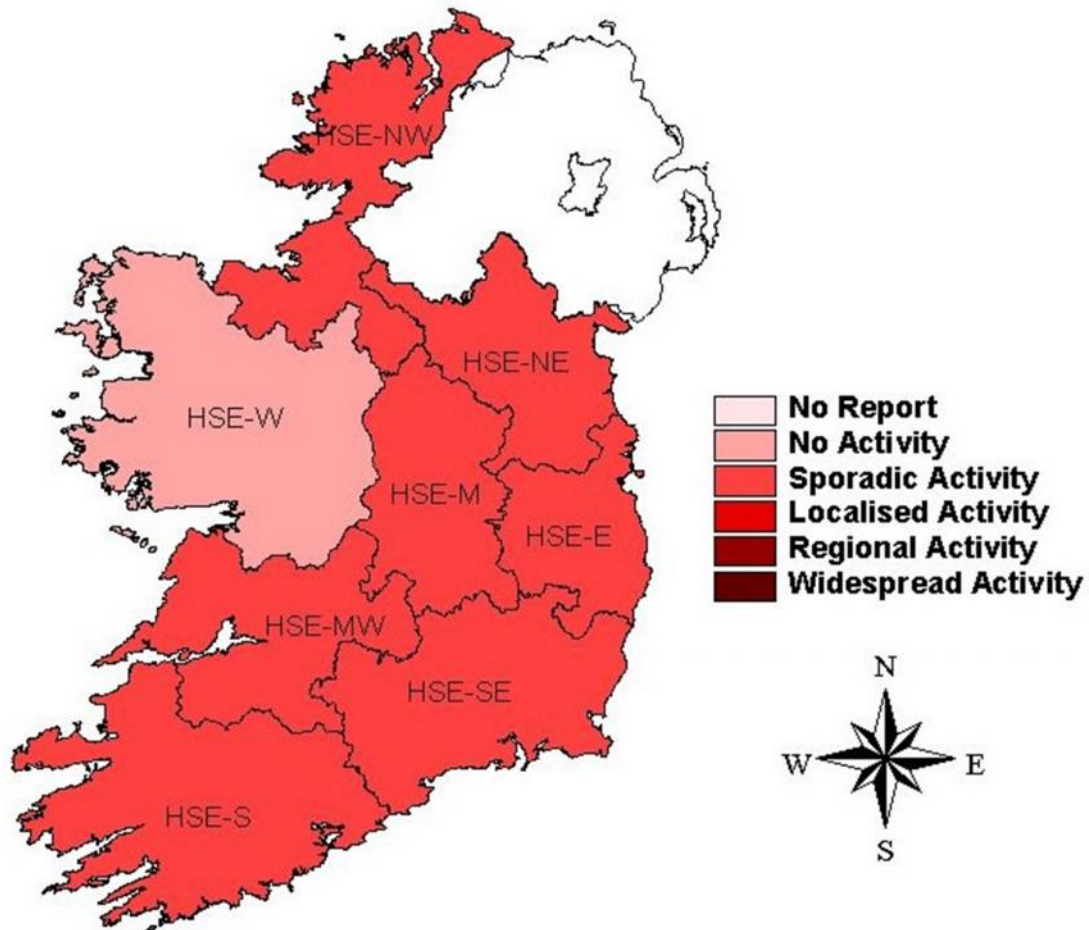 HSE-NW
HSE-NE
HSE-W
HSE-M
HSE-E
HSE-MW
HSE-SE
HSE-S
No Report
No Activity
Sporadic Activity
Localised Activity
Regional Activity
Widespread Activity
N
W
E
S